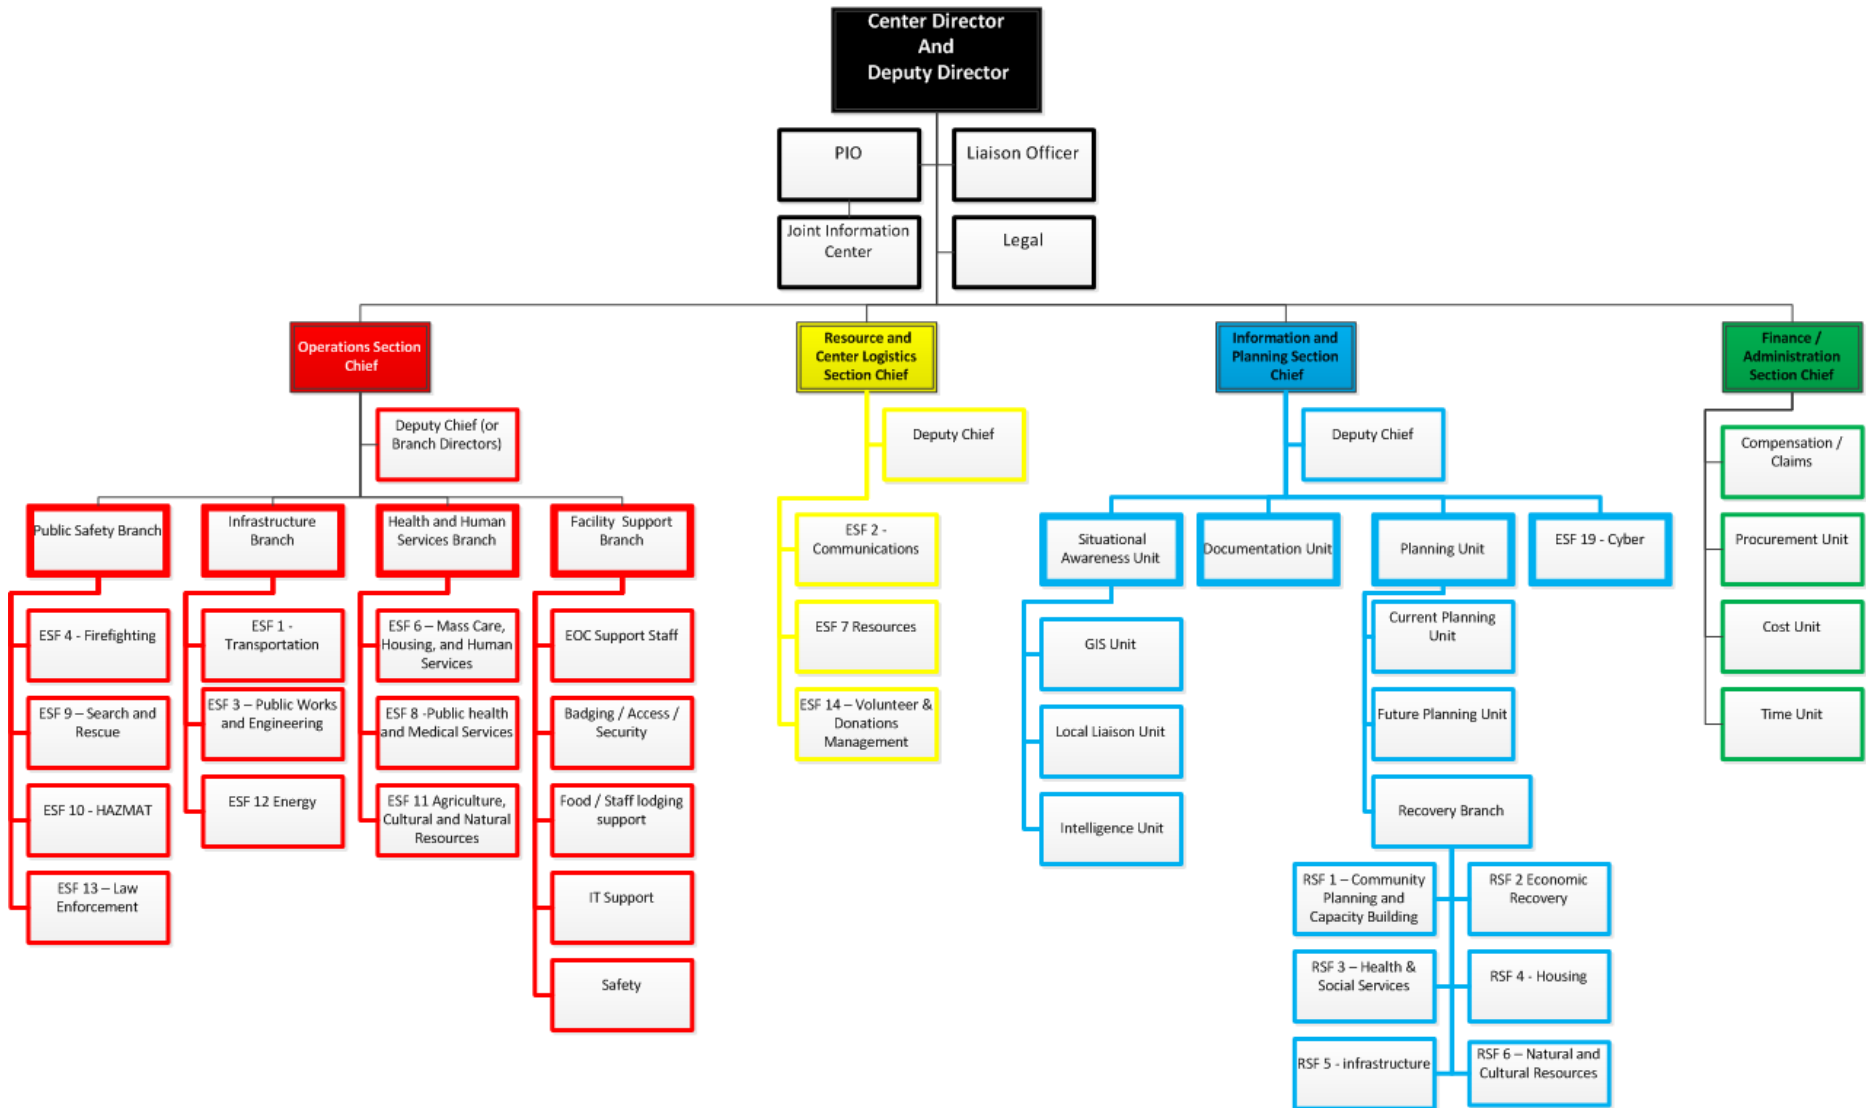 Center Director
And
Deputy Director
PIO
Liaison Officer
Joint Information
Center
Legal
Operations Section
Chief
Resource and
Center Logistics
Section Chief
Information and
Planning Section
Chief
Finance /
Administration
Section Chief
Deputy Chief (or
Branch Directors)
Deputy Chief
Deputy Chief
Compensation /
Claims
Procurement Unit
Cost Unit
Time Unit
Public Safety Branch
ESF 4 - Firefighting
ESF 9 – Search and
Rescue
ESF 10 - HAZMAT
ESF 13 – Law
Enforcement
Infrastructure
Branch
ESF 1 -
Transportation
ESF 3 – Public Works
and Engineering
ESF 12 Energy
Health and Human
Services Branch
ESF 6 – Mass Care,
Housing, and Human
Services
ESF 8 -Public health
and Medical Services
ESF 11 Agriculture,
Cultural and Natural
Resources
Facility Support
Branch
EOC Support Staff
Badging / Access /
Security
Food / Staff lodging
support
IT Support
Safety
ESF 2 -
Communications
ESF 7 Resources
ESF 14 – Volunteer &
Donations
Management
Situational
Awareness Unit
GIS Unit
Local Liaison Unit
Intelligence Unit
Documentation Unit
Planning Unit
Current Planning
Unit
Future Planning Unit
Recovery Branch
ESF 19 - Cyber
RSF 1 – Community
Planning and
Capacity Building
RSF 2 Economic
Recovery
RSF 3 – Health &
Social Services
RSF 4 - Housing
RSF 5 - infrastructure
RSF 6 – Natural and
Cultural Resources